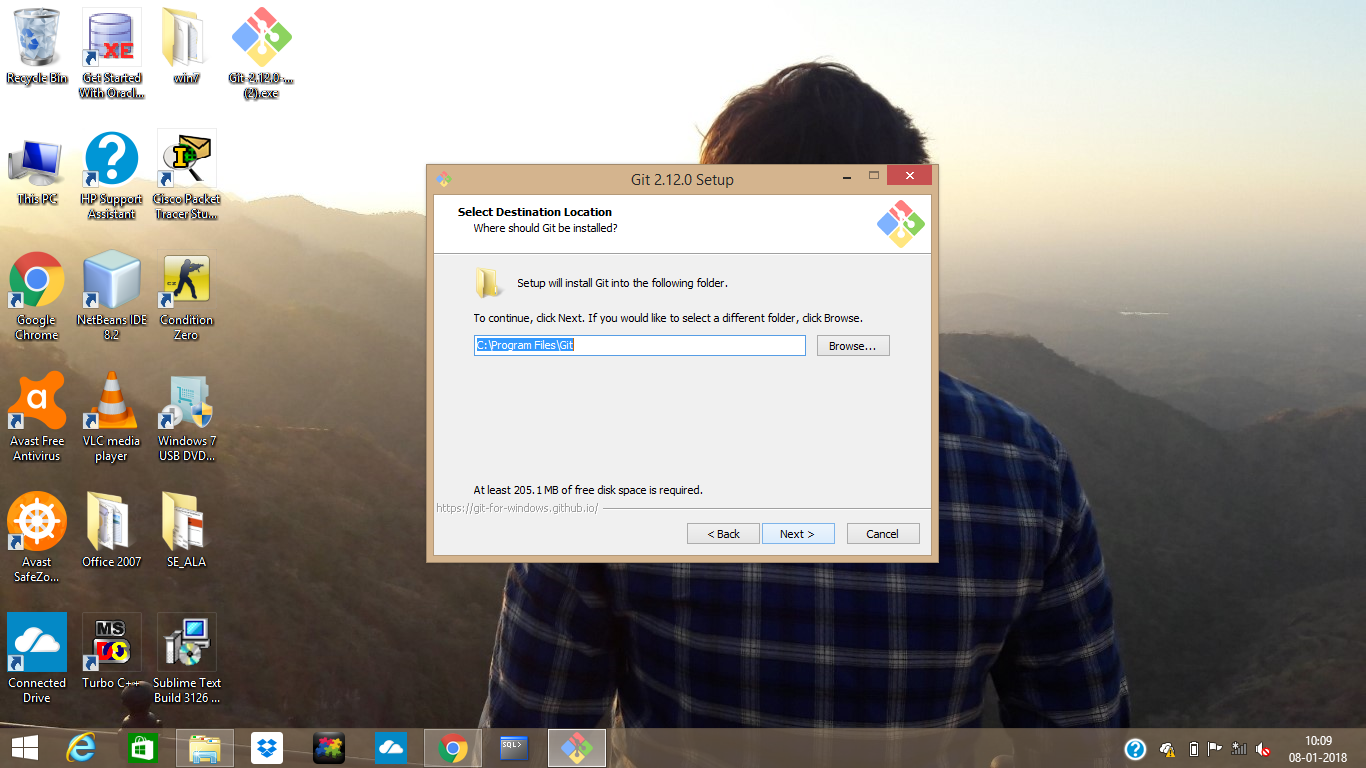 Recycle Bin
Get Started
With Oracl...
win7
Git-2.12.0-...
(2).exe
This PC
HP Support
Assistant
Cisco Packet
Tracer Stu...
Google
Chrome
NetBeans IDE
8.2
Condition
Zero
Avast Free
Antivirus
VLC media
player
Windows 7
USB DVD...
Avast
SafeZo...
Office 2007
SE_ALA
Connected
Drive
Turbo C++
Sublime Text
Build 3126 ...
XE
CZ
MS
Git 2.12.0 Setup
Select Destination Location
Where should Git be installed?
Setup will install Git into the following folder.
To continue, click Next. If you would like to select a different folder, click Browse.
C:\Program Files\Git
Browse...
At least 205.1 MB of free disk space is required.
https://git-for-windows.github.io/
< Back
Next >
Cancel
SQL>
10:09
08-01-2018